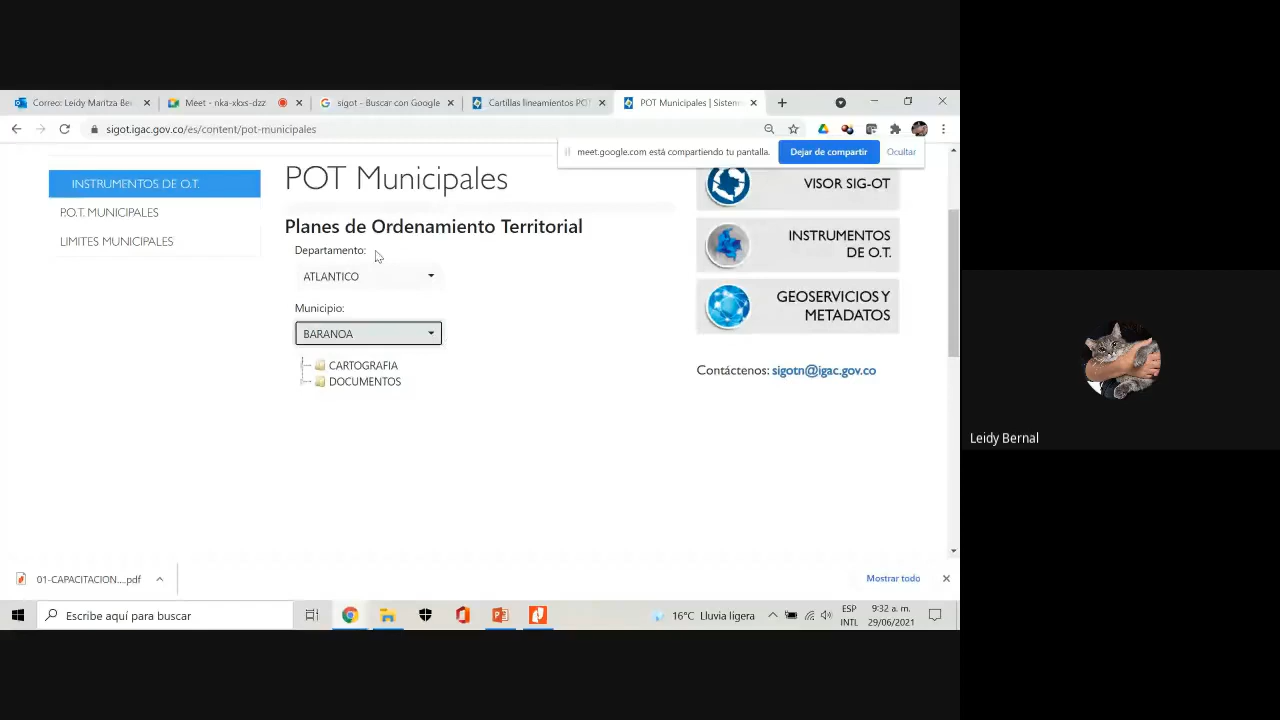 Correo: Leidy Maritza Be
Meet - nka-xkxs-dzz
sigot - Buscar con Google
Cartillas lineamientos POT
POT Municipales | Sistem
sigot.igac.gov.co/es/content/pot-municipales
meet.google.com está compartiendo tu pantalla.
Dejar de compartir
Ocultar
INSTRUMENTOS DE O.T.
P.O.T. MUNICIPALES
LIMITES MUNICIPALES
POT Municipales
Planes de Ordenamiento Territorial
Departamento:
ATLANTICO
Municipio:
BARANOA
CARTOGRAFIA
DOCUMENTOS
VISOR SIG-OT
INSTRUMENTOS
DE O.T.
GEOSERVICIOS Y
METADATOS
Contáctenos: sigotn@igac.gov.co
Leidy Bernal
01-CAPACITACION....pdf
Mostrar todo
Escribe aquí para buscar
16°C Lluvia ligera
ESP
INTL
9:32 a. m.
29/06/2021